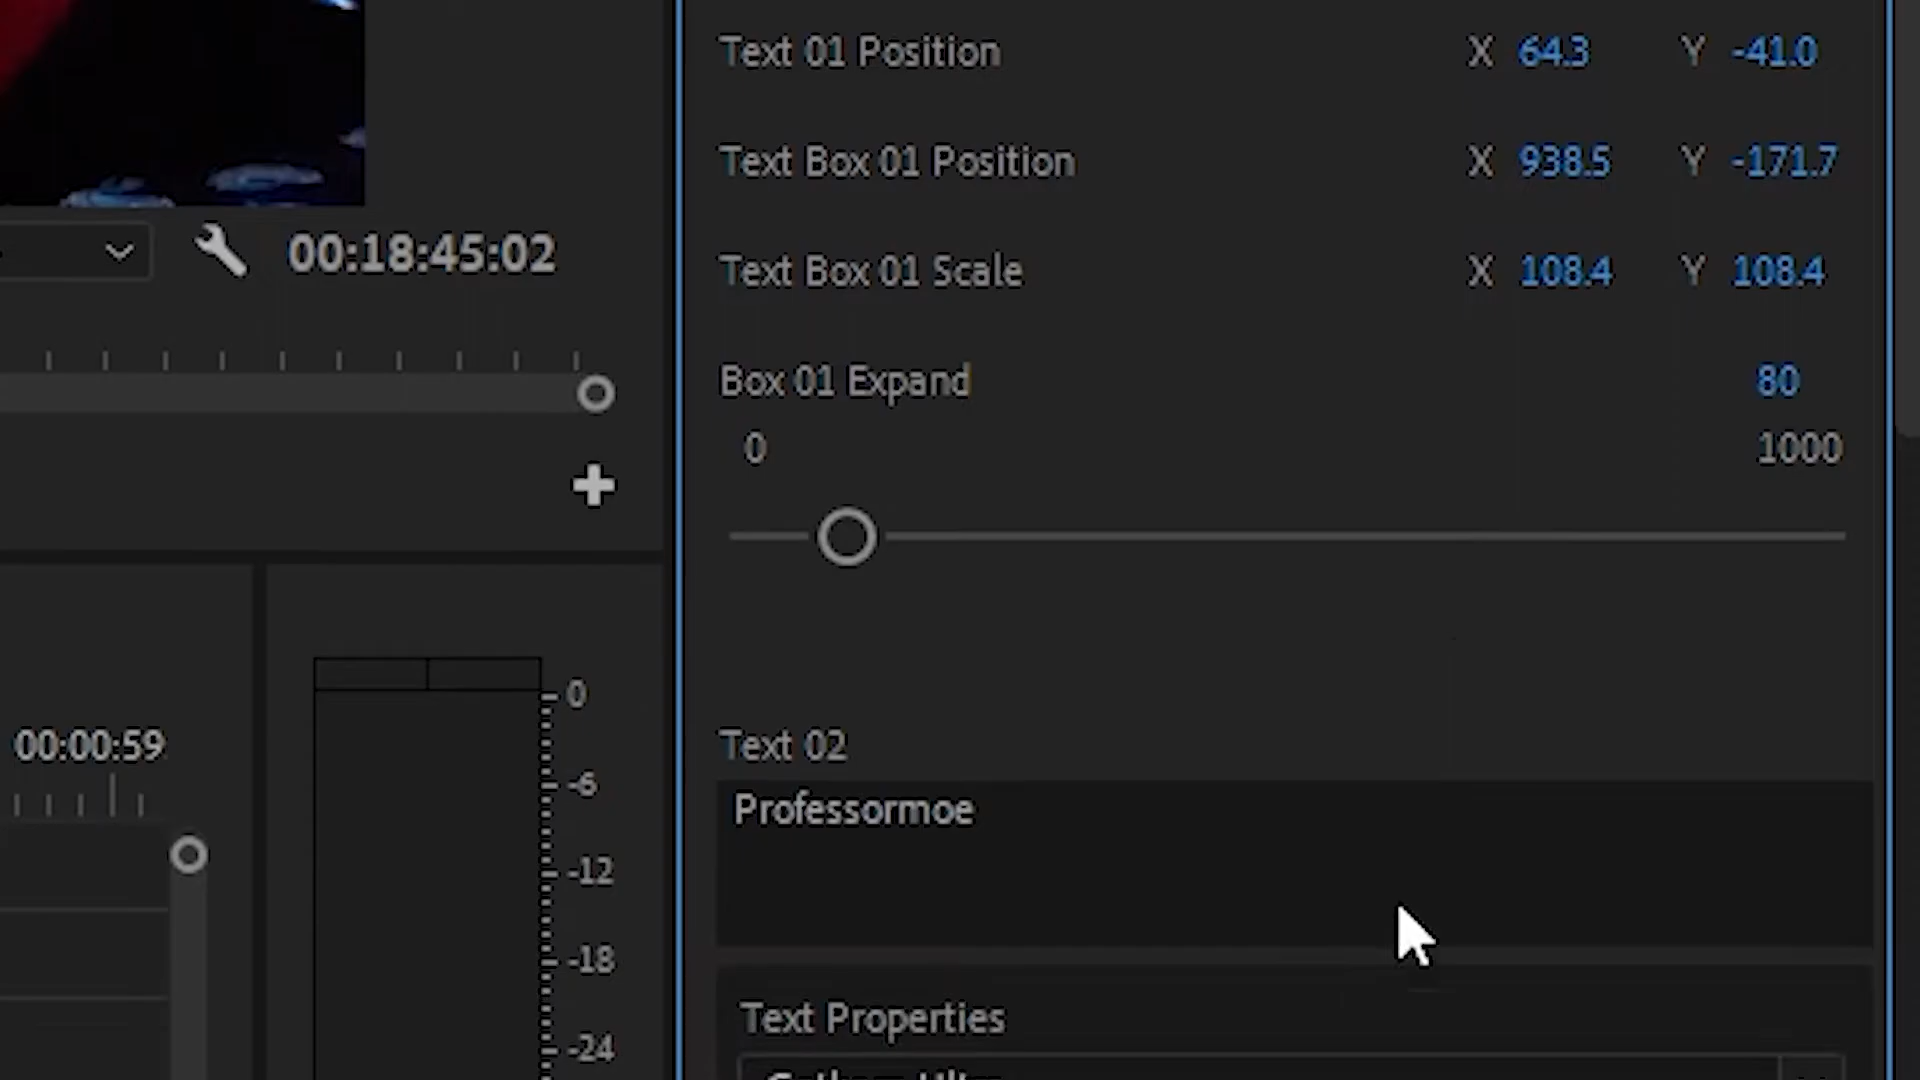 Text 01 Position X 64.3 Y -41.0
Text Box 01 Position X 938.5 Y -171.7
Text Box 01 Scale X 108.4 Y 108.4
Box 01 Expand 80
0 1000
Text 02
Professormoe
Text Properties
00:18:45:02
00:00:59
0
-6
-12
-18
-24